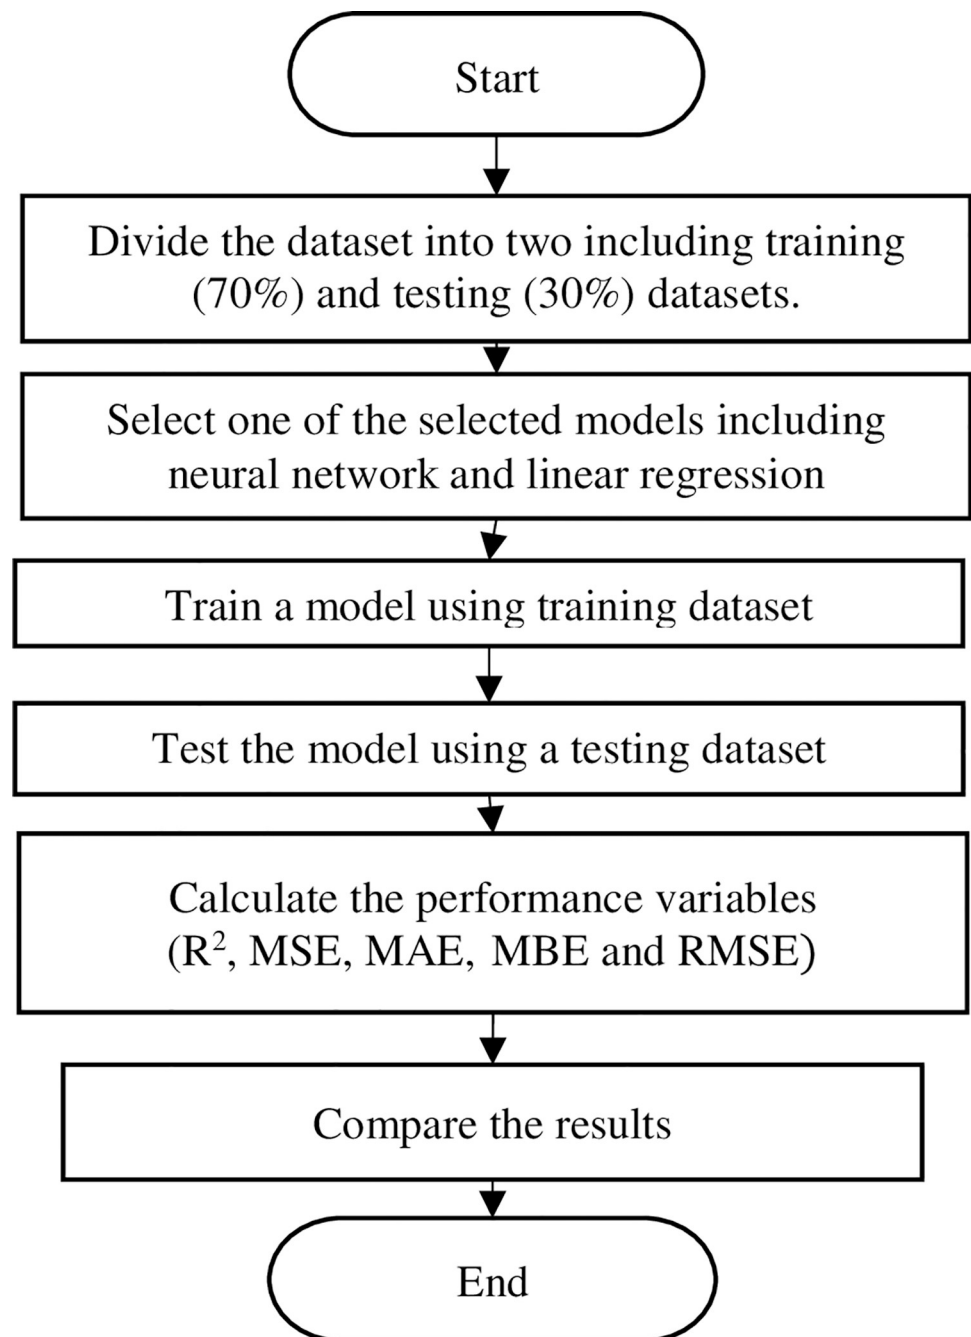 Start
Divide the dataset into two including training
(70%) and testing (30%) datasets.
Select one of the selected models including
neural network and linear regression
Train a model using training dataset
Test the model using a testing dataset
Calculate the performance variables
(R², MSE, MAE, MBE and RMSE)
Compare the results
End